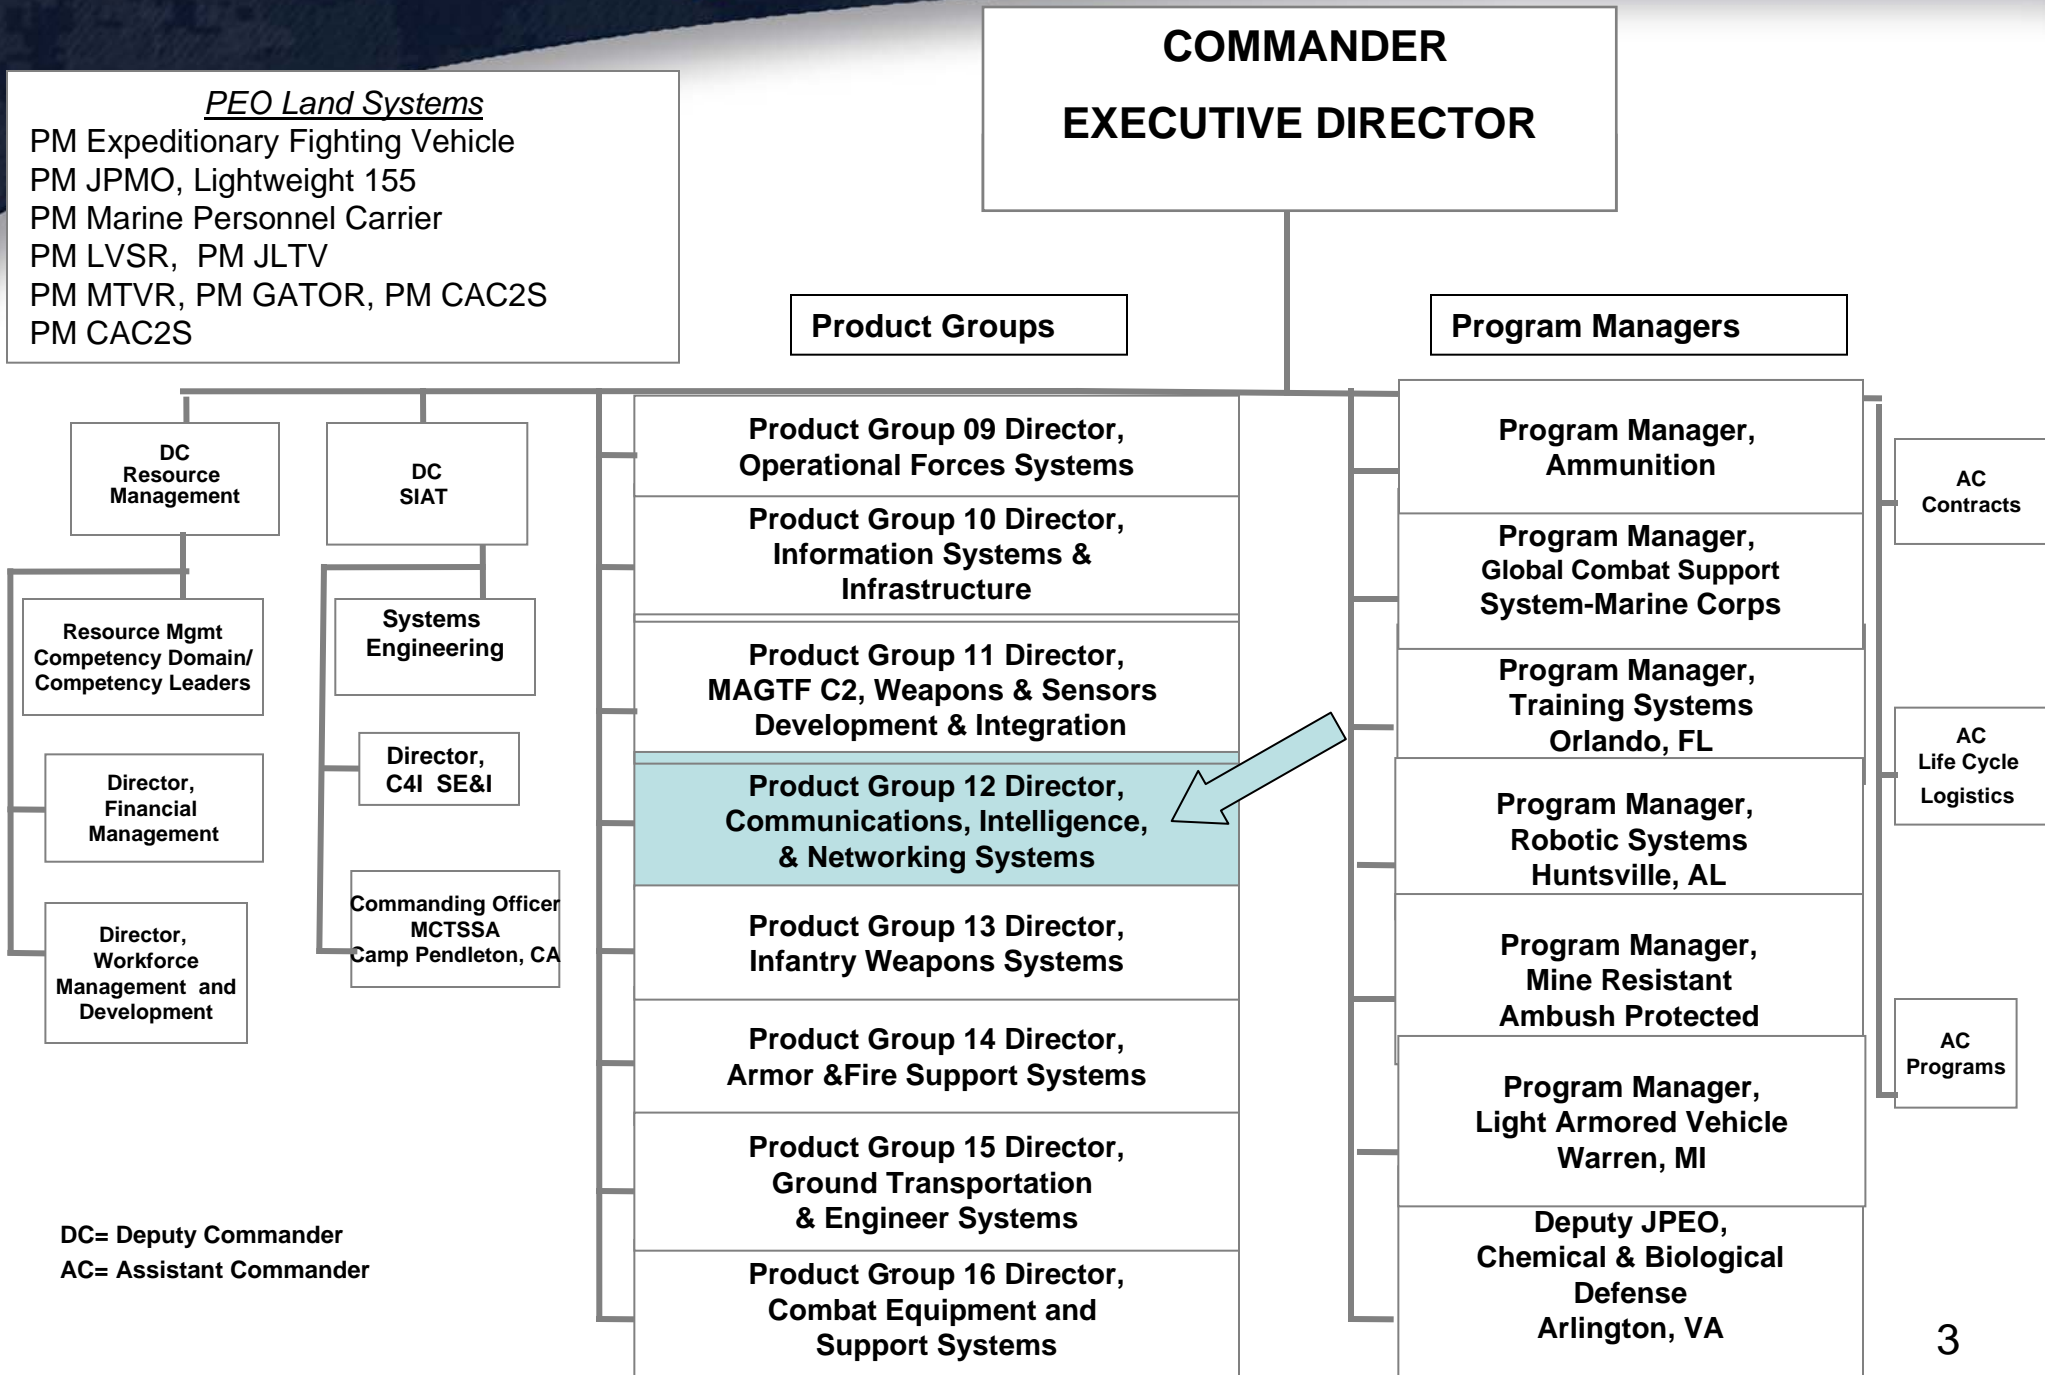 COMMANDER
EXECUTIVE DIRECTOR
PEO Land Systems
PM Expeditionary Fighting Vehicle
PM JPMO, Lightweight 155
PM Marine Personnel Carrier
PM LVSR,  PM JLTV
PM MTVR, PM GATOR, PM CAC2S
PM CAC2S
Product Groups
Program Managers
DC
Resource
Management
Resource Mgmt
Competency Domain/
Competency Leaders
Director,
Financial
Management
Director,
Workforce
Management  and
Development
DC
SIAT
Systems
Engineering
Director,
C4I  SE&I
Commanding Officer
MCTSSA
Camp Pendleton, CA
Product Group 09 Director,
Operational Forces Systems
Product Group 10 Director,
Information Systems &
Infrastructure
Product Group 11 Director,
MAGTF C2, Weapons & Sensors
Development & Integration
Product Group 12 Director,
Communications, Intelligence,
& Networking Systems
Product Group 13 Director,
Infantry Weapons Systems
Product Group 14 Director,
Armor &Fire Support Systems
Product Group 15 Director,
Ground Transportation
& Engineer Systems
Product Group 16 Director,
Combat Equipment and
Support Systems
Program Manager,
Ammunition
Program Manager,
Global Combat Support
System-Marine Corps
Program Manager,
Training Systems
Orlando, FL
Program Manager,
Robotic Systems
Huntsville, AL
Program Manager,
Mine Resistant
Ambush Protected
Program Manager,
Light Armored Vehicle
Warren, MI
Deputy JPEO,
Chemical & Biological
Defense
Arlington, VA
AC
Contracts
AC
Life Cycle
Logistics
AC
Programs
DC= Deputy Commander
AC= Assistant Commander
3